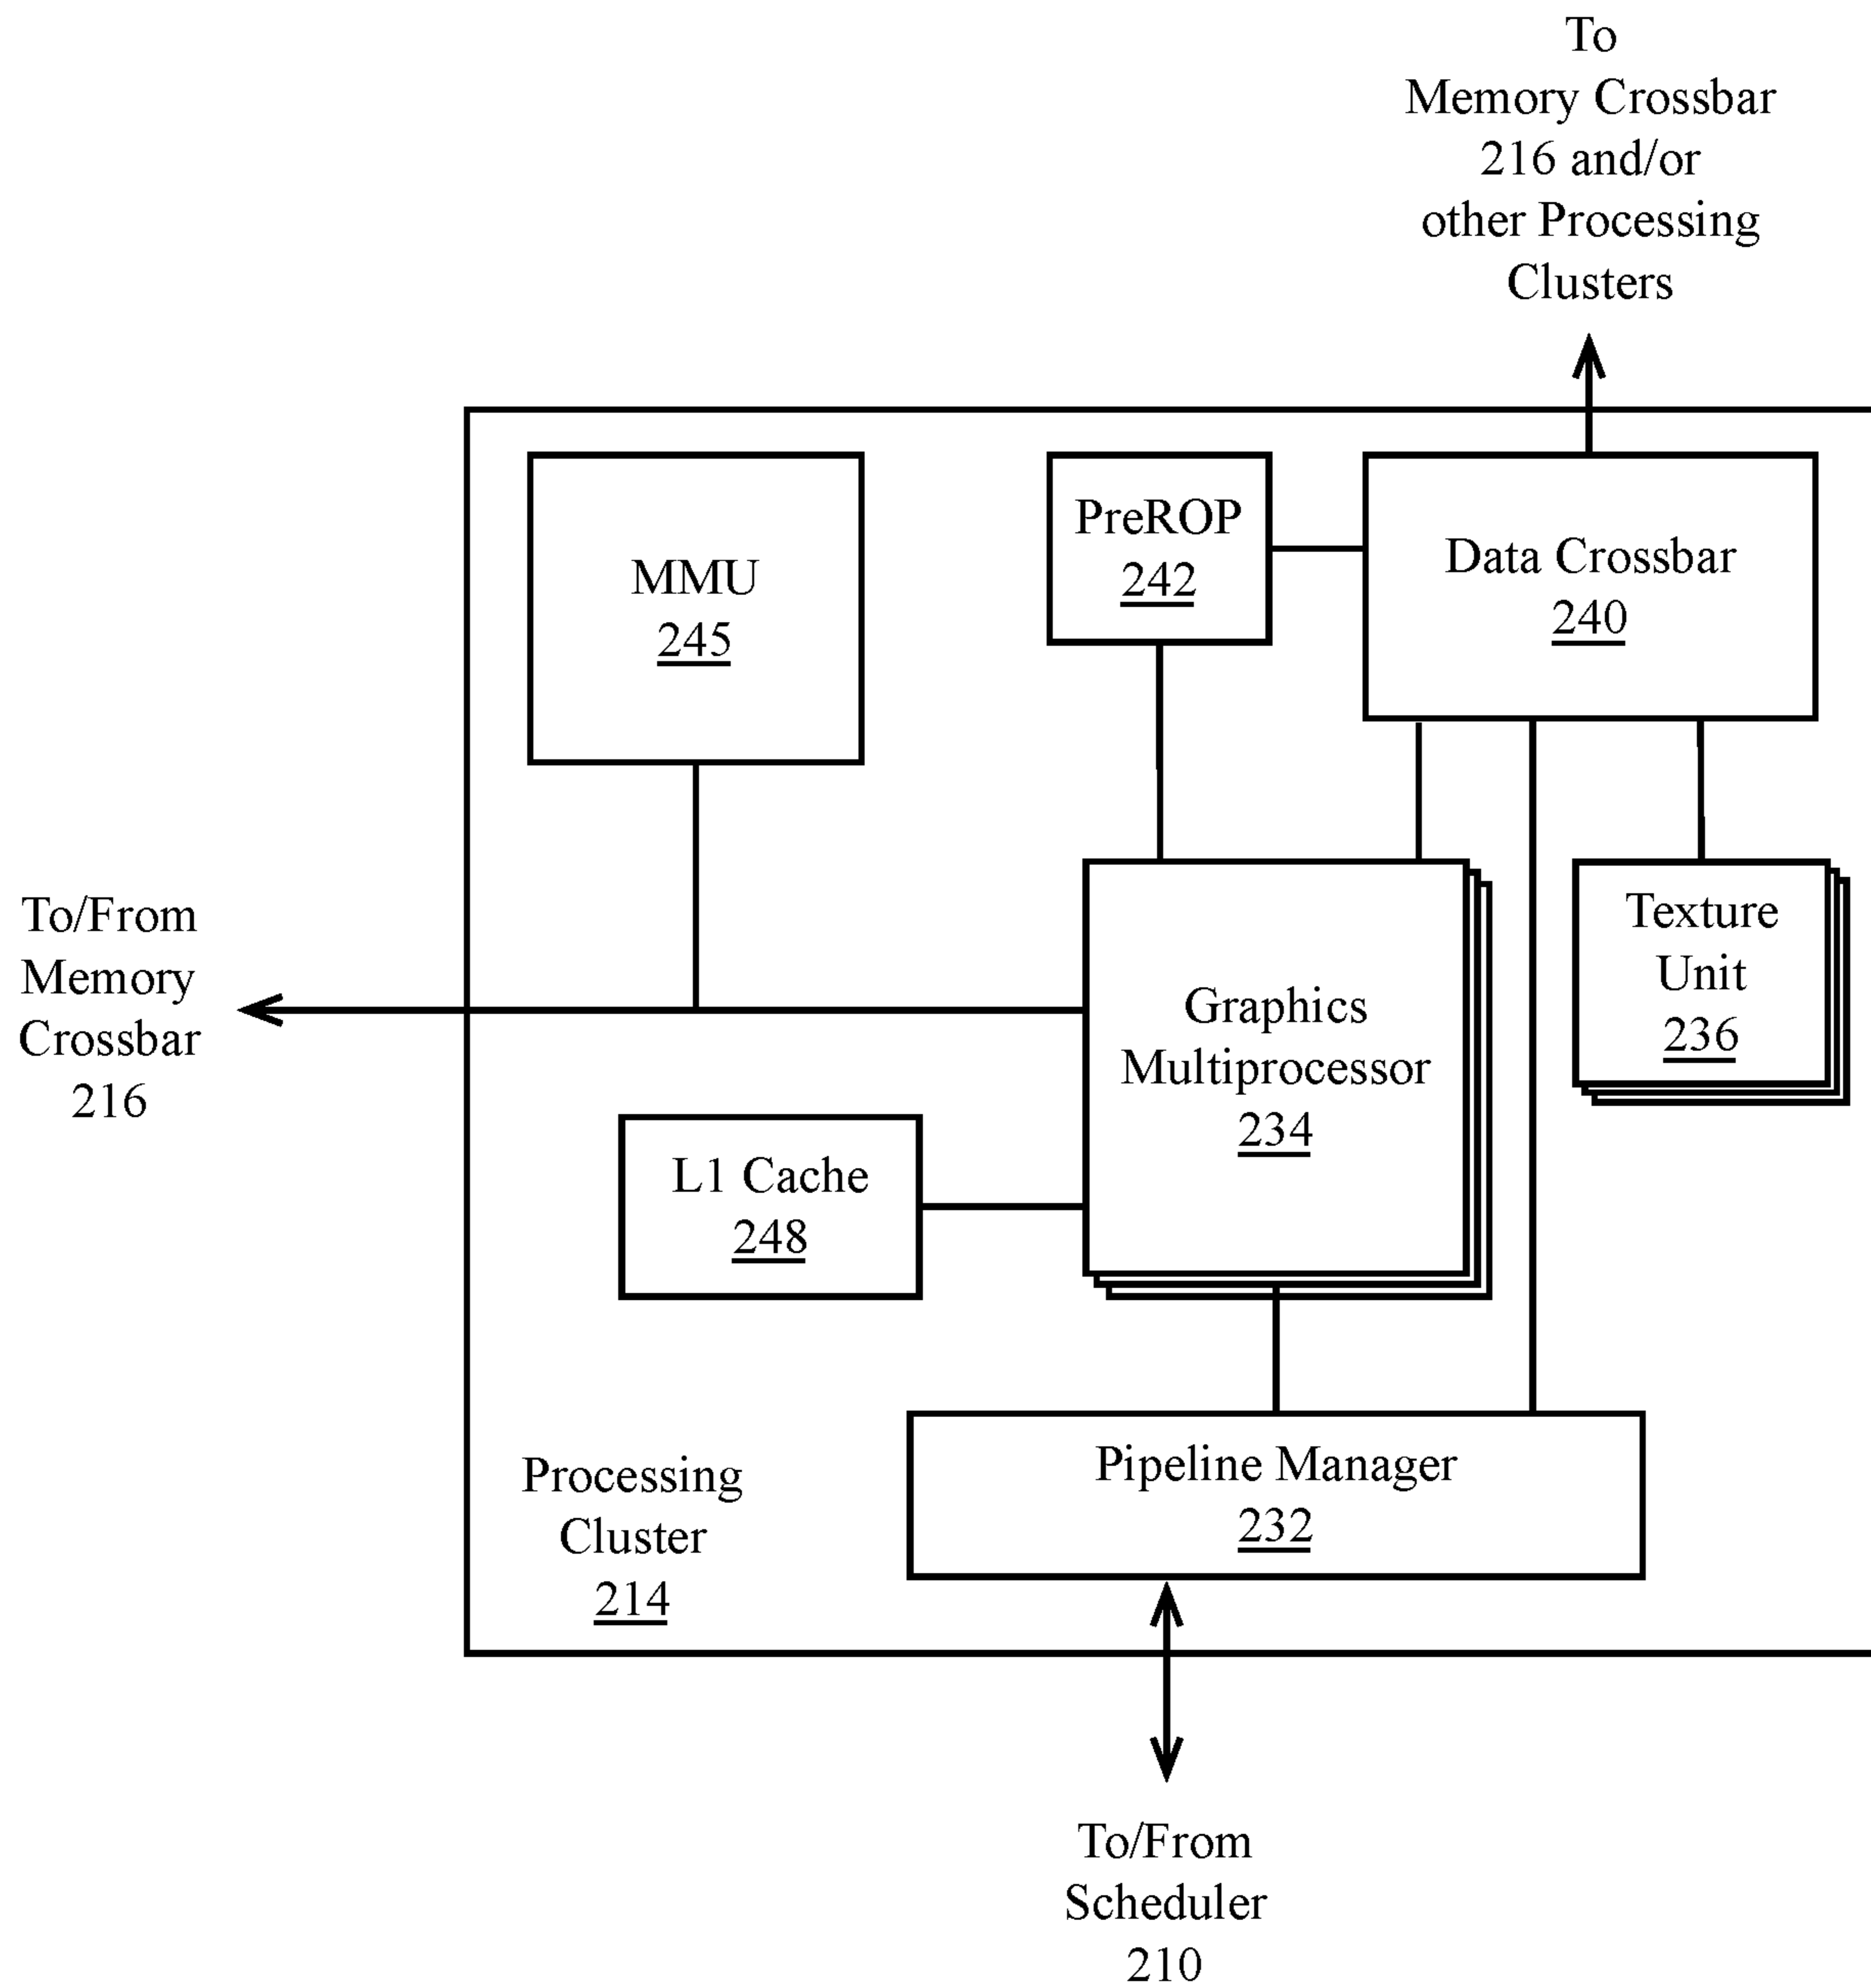 To
Memory Crossbar
216 and/or
other Processing
Clusters
MMU
245
PreROP
242
Data Crossbar
240
To/From
Memory
Crossbar
216
Graphics
Multiprocessor
234
Texture
Unit
236
L1 Cache
248
Processing
Cluster
214
Pipeline Manager
232
To/From
Scheduler
210